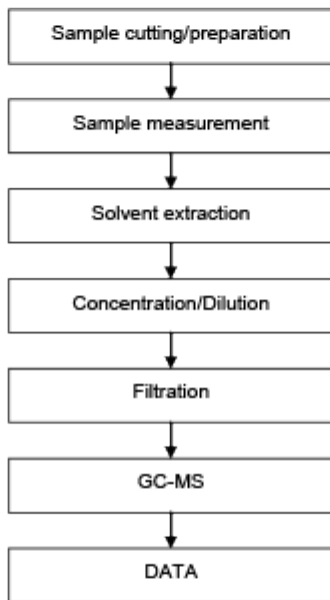 Sample cutting/preparation
Sample measurement
Solvent extraction
Concentration/Dilution
Filtration
GC-MS
DATA